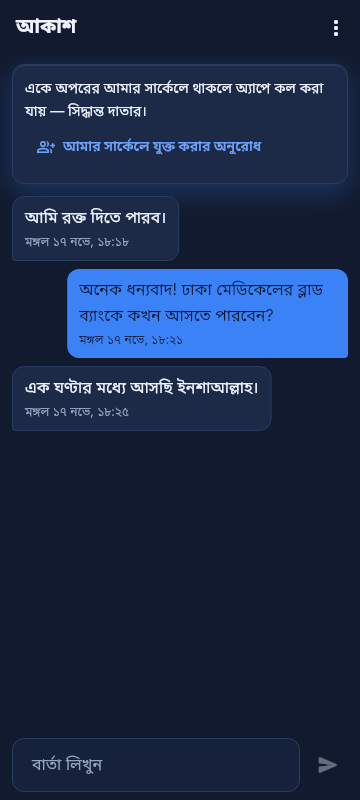 আকাশ
একে অপরের আমার সার্কেলে থাকলে অ্যাপে কল করা
যায় — সিদ্ধান্ত দাতার।
আমার সার্কেলে যুক্ত করার অনুরোধ
আমি রক্ত দিতে পারব।
মঙ্গল ১৭ নভে, ১৮:১৮
অনেক ধন্যবাদ! ঢাকা মেডিকেলের ব্লাড
ব্যাংকে কখন আসতে পারবেন?
মঙ্গল ১৭ নভে, ১৮:২১
এক ঘণ্টার মধ্যে আসছি ইনশাআল্লাহ।
মঙ্গল ১৭ নভে, ১৮:২৫
বার্তা লিখুন